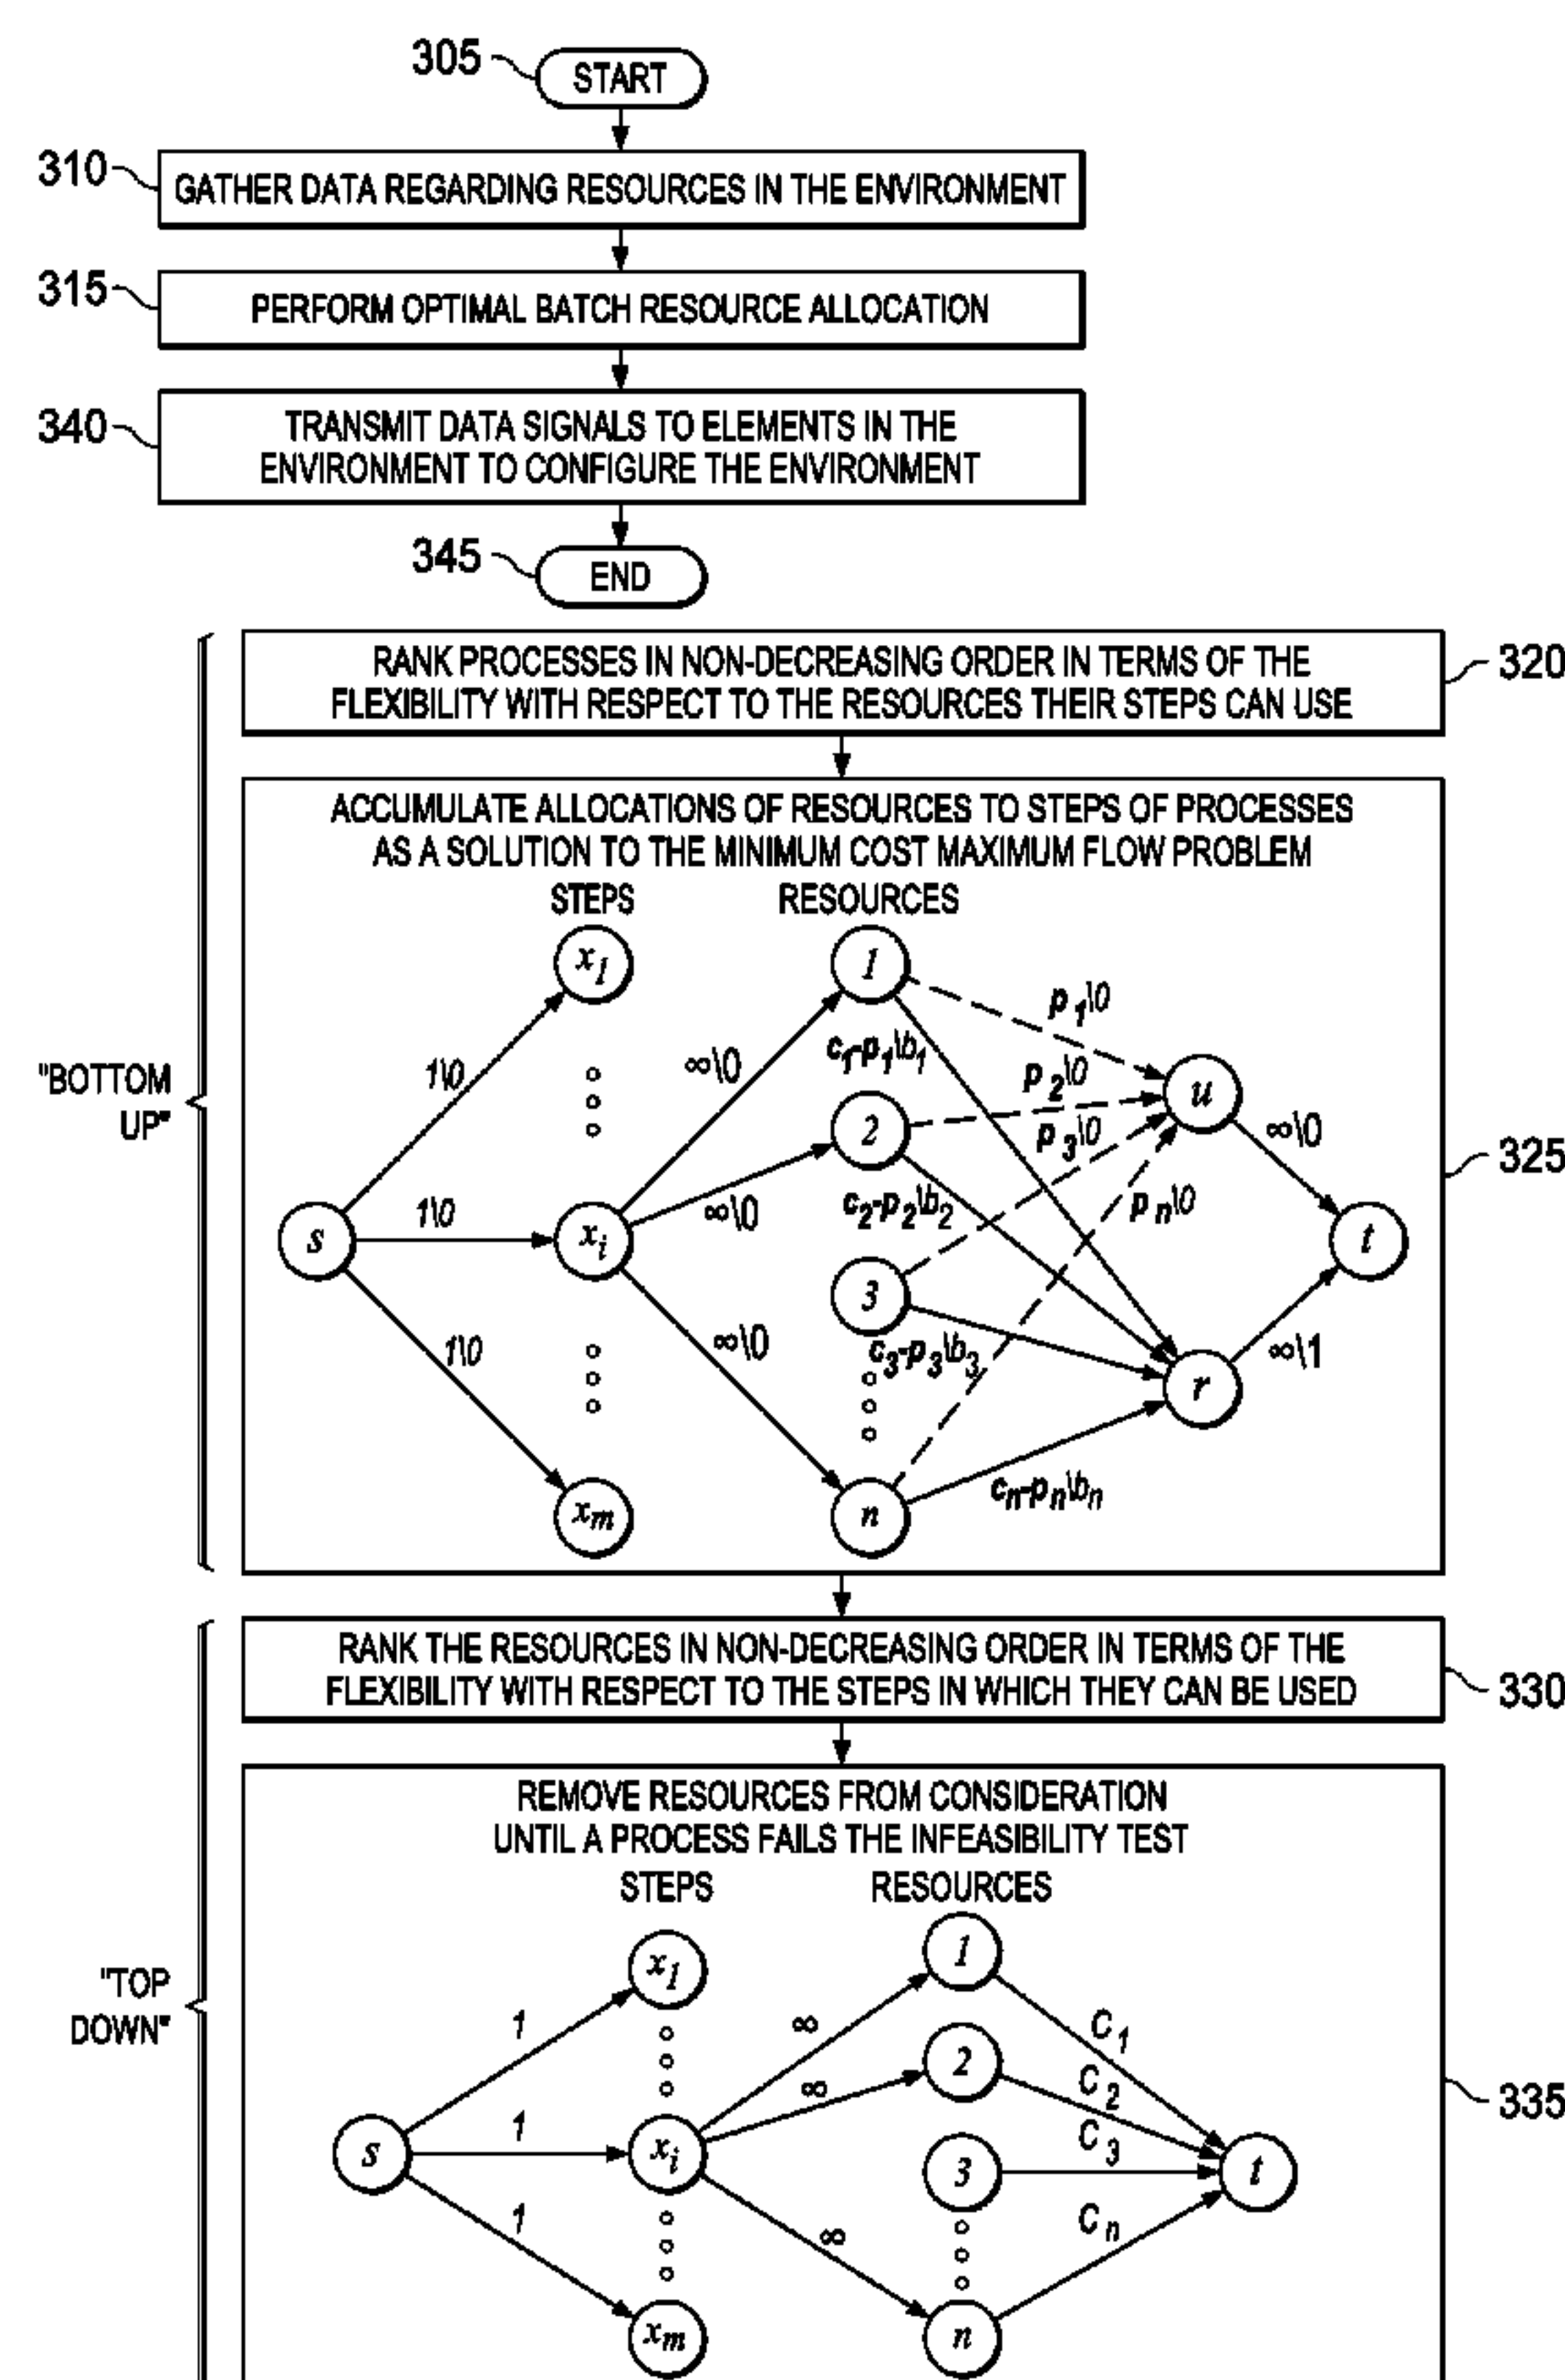 305
START
310
GATHER DATA REGARDING RESOURCES IN THE ENVIRONMENT
315
PERFORM OPTIMAL BATCH RESOURCE ALLOCATION
340
TRANSMIT DATA SIGNALS TO ELEMENTS IN THE
ENVIRONMENT TO CONFIGURE THE ENVIRONMENT
345
END
RANK PROCESSES IN NON-DECREASING ORDER IN TERMS OF THE
FLEXIBILITY WITH RESPECT TO THE RESOURCES THEIR STEPS CAN USE
320
"BOTTOM
UP"
ACCUMULATE ALLOCATIONS OF RESOURCES TO STEPS OF PROCESSES
AS A SOLUTION TO THE MINIMUM COST MAXIMUM FLOW PROBLEM
STEPS
RESOURCES
x1
1
p1\0
c1-p1\b1
∞\0
1\0
p2\0
u
2
p3\0
∞\0
325
c2-p2\b2
pn\0
∞\0
s
1\0
xi
t
3
1\0
∞\0
c3-p3\b3
∞\1
r
cn-pn\bn
xm
n
RANK THE RESOURCES IN NON-DECREASING ORDER IN TERMS OF THE
FLEXIBILITY WITH RESPECT TO THE STEPS IN WHICH THEY CAN BE USED
330
"TOP
DOWN"
REMOVE RESOURCES FROM CONSIDERATION
UNTIL A PROCESS FAILS THE INFEASIBILITY TEST
STEPS
RESOURCES
x1
1
1
∞
C1
2
∞
C2
335
s
1
xi
C3
3
t
1
∞
Cn
xm
n